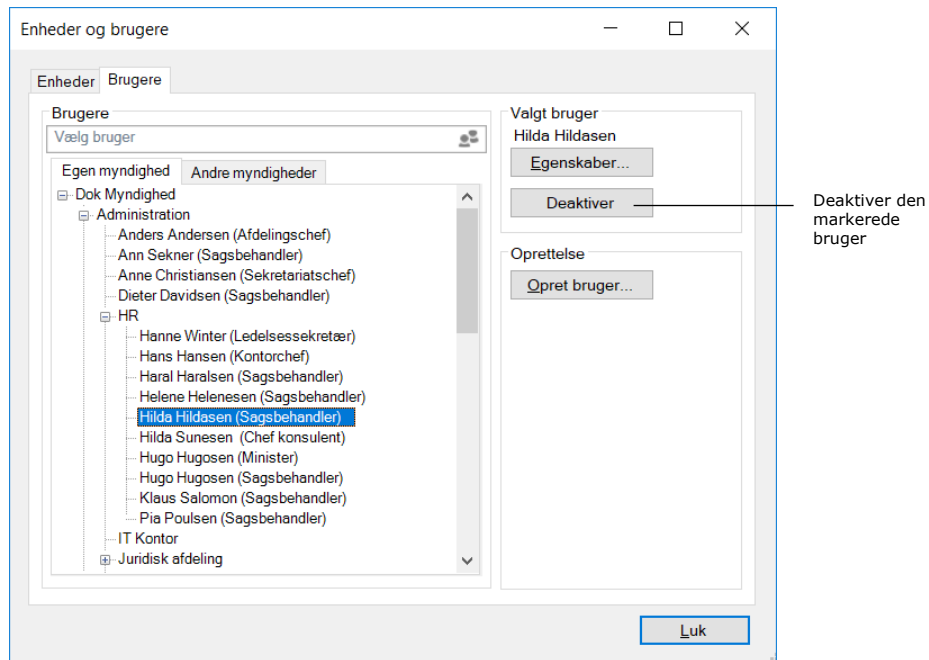 Enheder og brugere
Enheder Brugere
Brugere
Vælg bruger
Egen myndighed Andre myndigheder
Dok Myndighed
Administration
Anders Andersen (Afdelingschef)
Ann Sekner (Sagsbehandler)
Anne Christiansen (Sekretariatschef)
Dieter Davidsen (Sagsbehandler)
HR
Hanne Winter (Ledelsessekretær)
Hans Hansen (Kontorchef)
Haral Haralsen (Sagsbehandler)
Helene Helenesen (Sagsbehandler)
Hilda Hildasen (Sagsbehandler)
Hilda Sunesen (Chef konsulent)
Hugo Hugosen (Minister)
Hugo Hugosen (Sagsbehandler)
Klaus Salomon (Sagsbehandler)
Pia Poulsen (Sagsbehandler)
IT Kontor
Juridisk afdeling
Valgt bruger
Hilda Hildasen
Egenskaber...
Deaktiver
Oprettelse
Opret bruger...
Luk
Deaktiver den
markerede
bruger